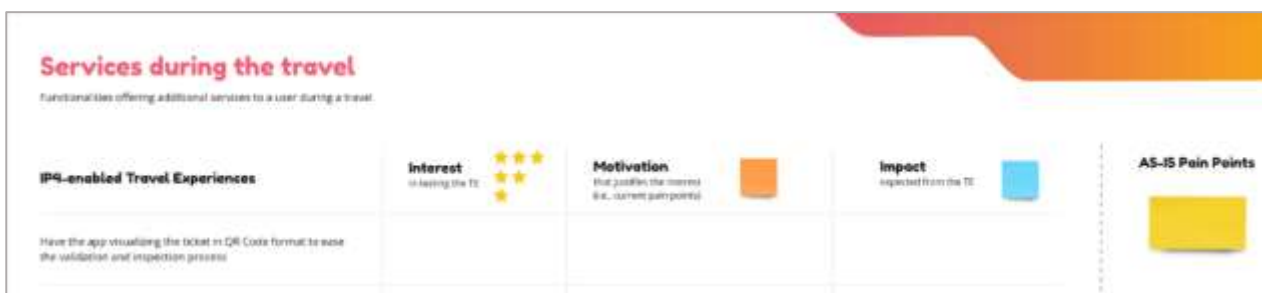 Services during the travel
Functionalities offering additional services to a user during a travel
IP4-enabled Travel Experiences
Interest
in testing the TE
Motivation
that justifies the interest
(i.e., current pain points)
Impact
expected from the TE
AS-IS Pain Points
Have the app visualizing the ticket in QR Code format to ease
the validation and inspection process